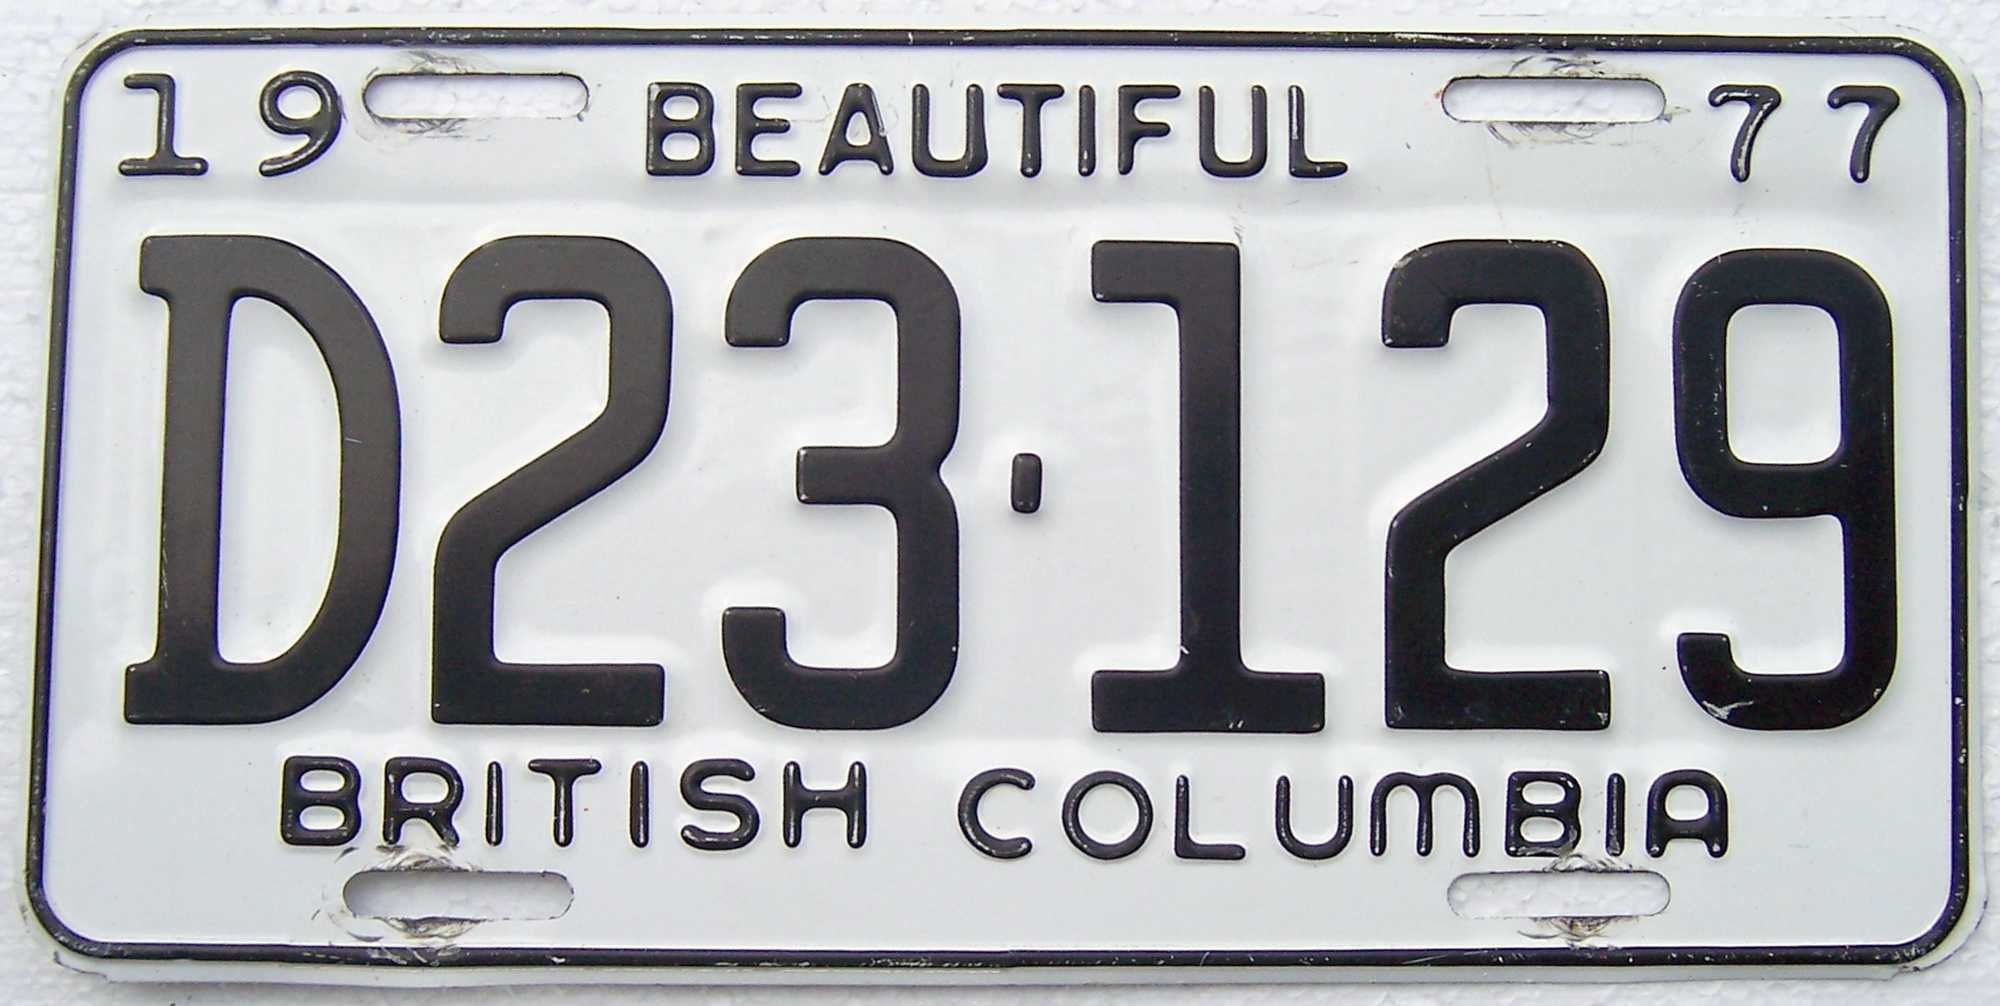 19 BEAUTIFUL 77
D23·129
BRITISH COLUMBIA